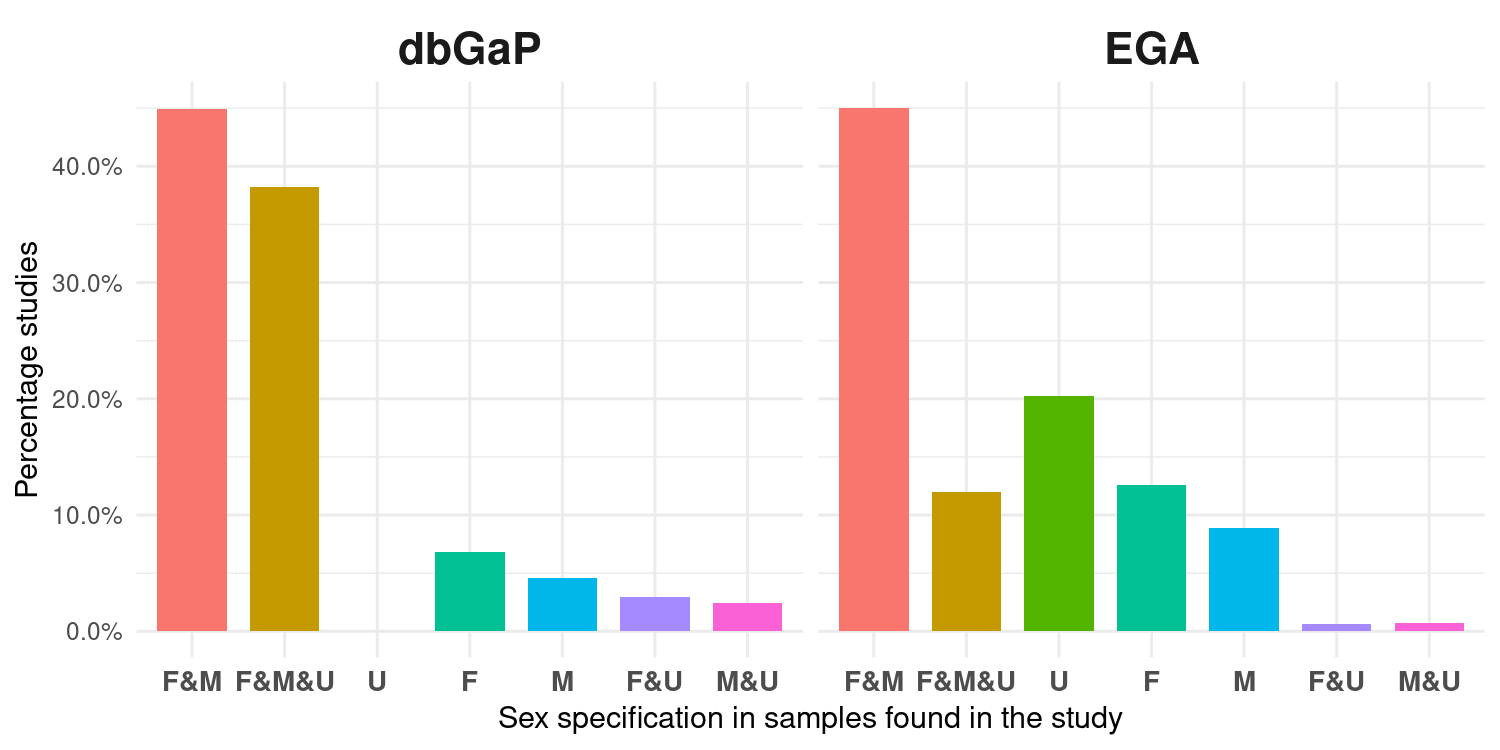 dbGaP
EGA
Percentage studies
40.0%
30.0%
20.0%
10.0%
0.0%
F&M F&M&U U F M F&U M&U
F&M F&M&U U F M F&U M&U
Sex specification in samples found in the study